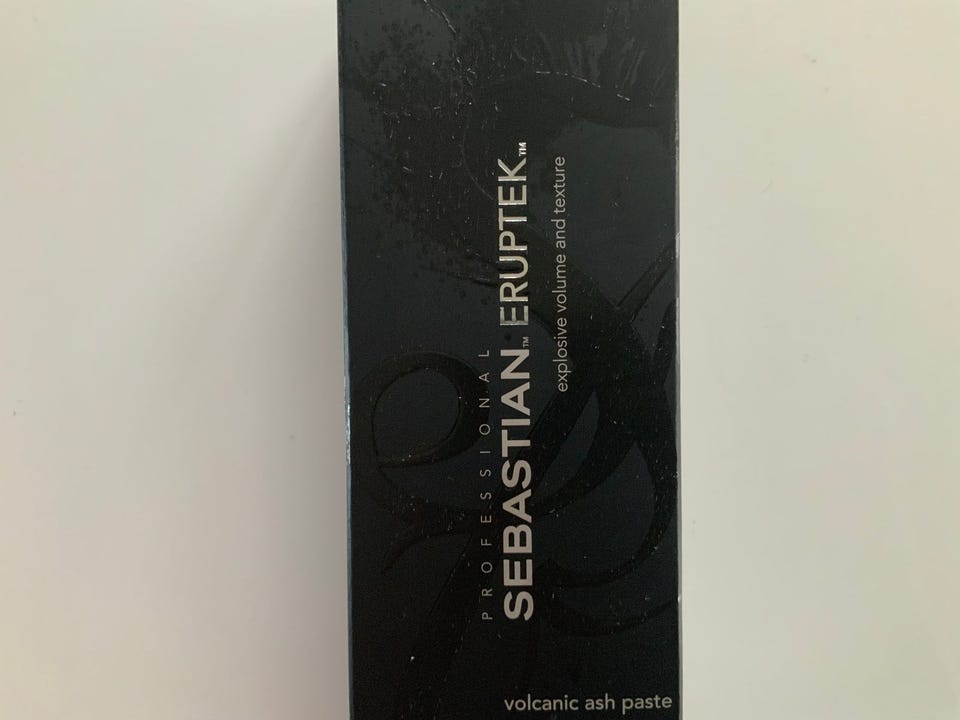 PROFESSIONAL
SEBASTIAN™ ERUPTEK™
explosive volume and texture
volcanic ash paste